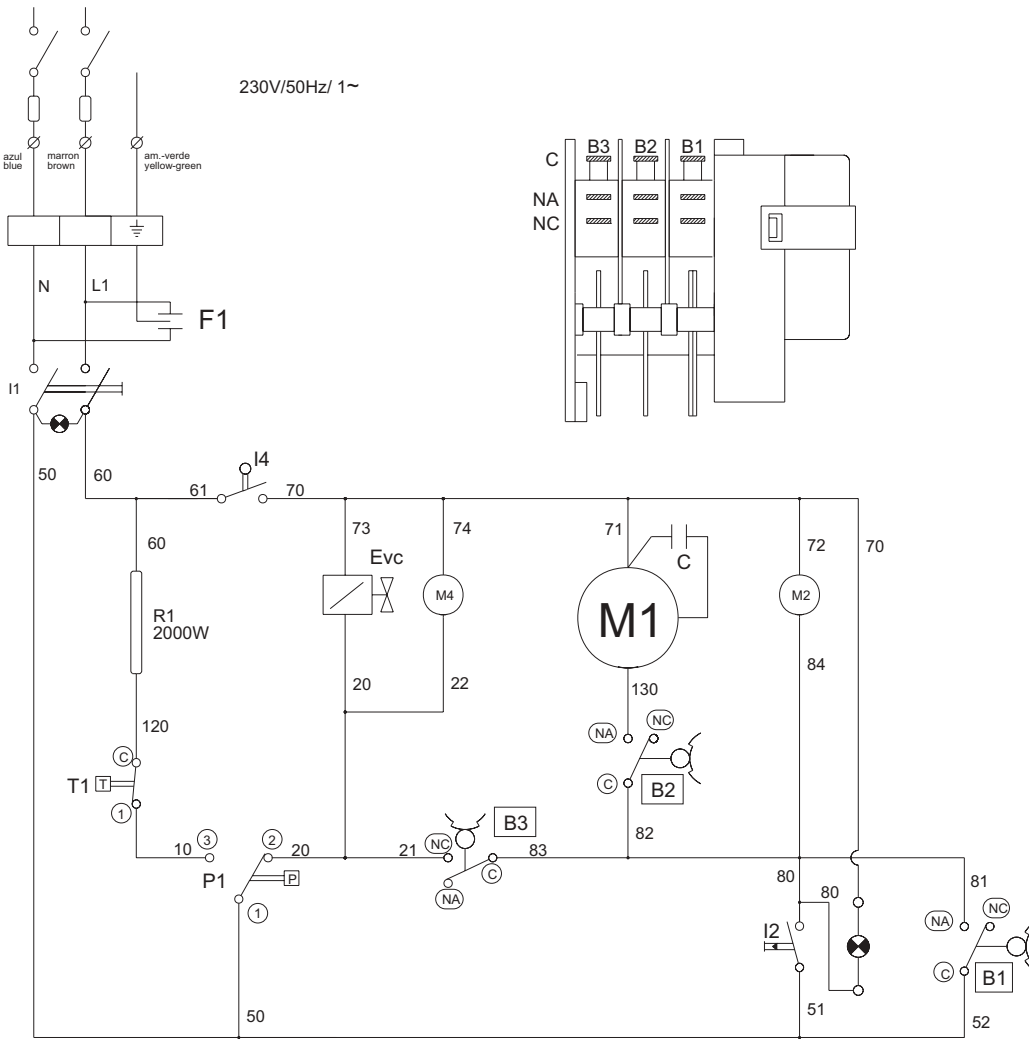 230V/50Hz/ 1~
azul
blue
marron
brown
am.-verde
yellow-green
B3 B2 B1
C
NA
NC
N
L1
F1
I1
50
60
61
I4
70
60
R1
2000W
73
Evc
74
M4
71
C
M1
72
M2
70
20
22
130
84
120
NA
NC
C
B2
C
T1
T
1
82
10
3
2
20
21
NC
B3
83
C
NA
P1
P
1
80
80
81
NA
NC
I2
C
B1
50
51
52